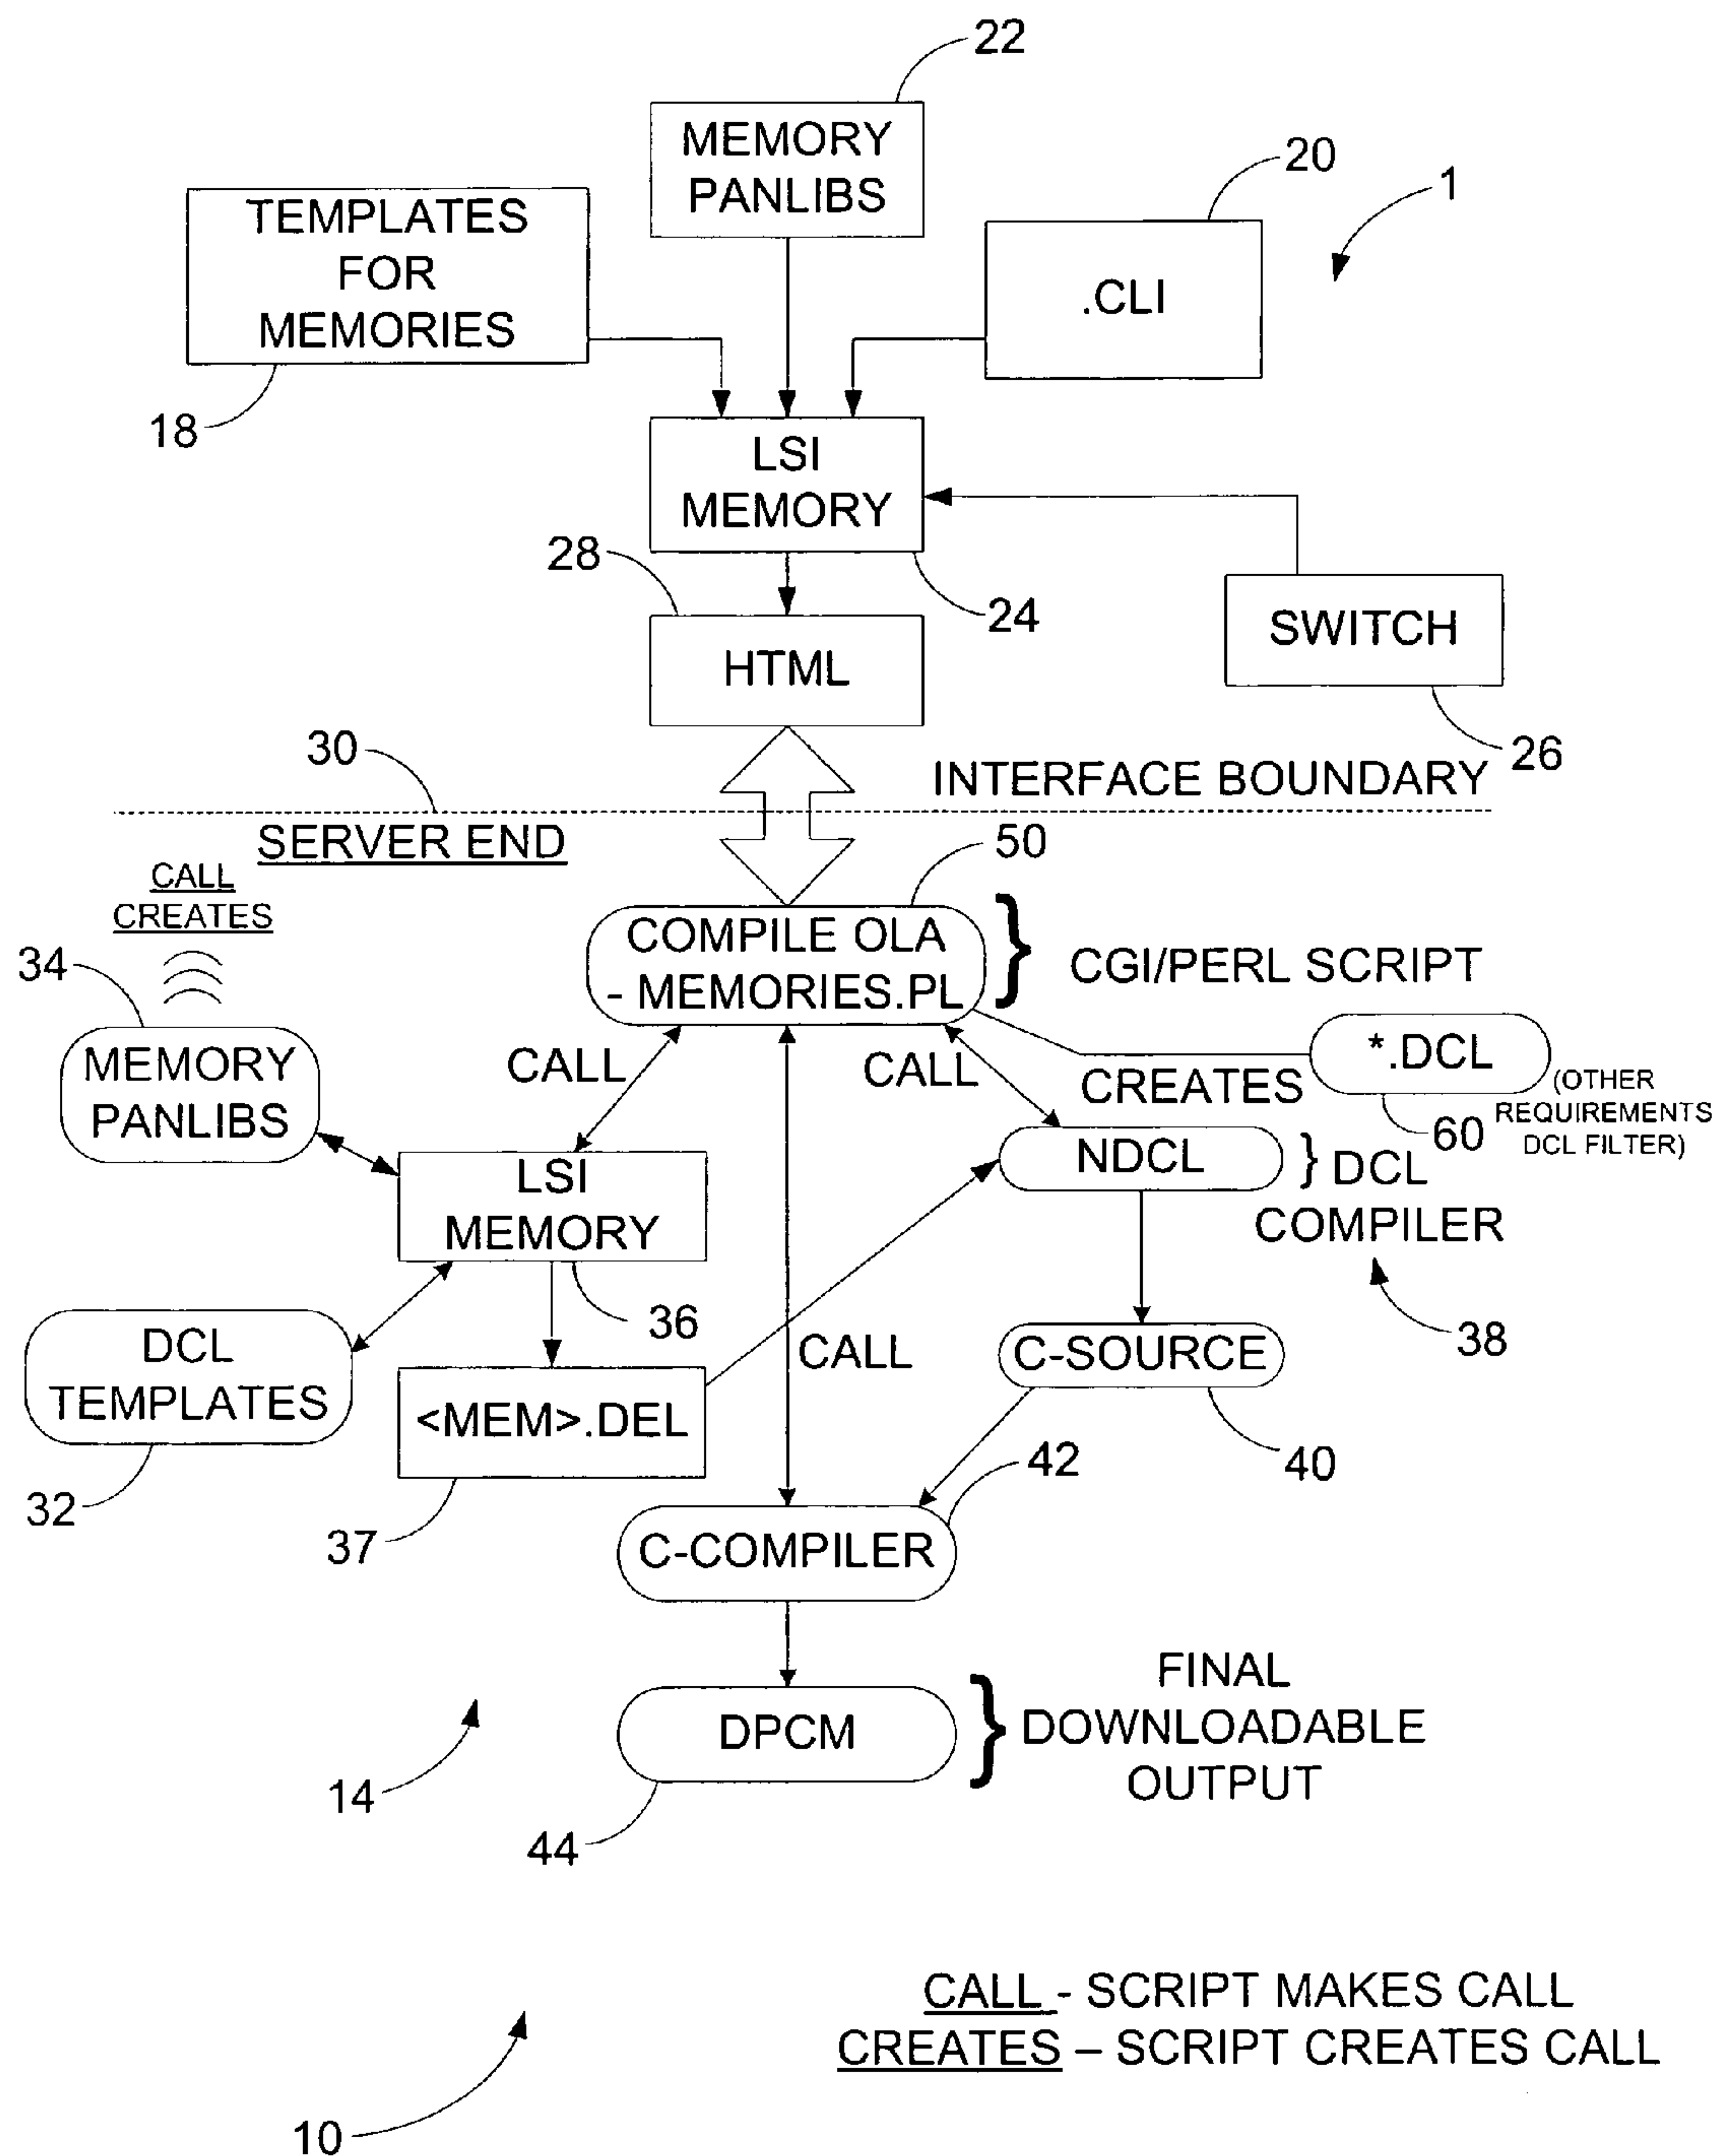 22
MEMORY
PANLIBS
20
1
TEMPLATES
FOR
MEMORIES
.CLI
18
LSI
MEMORY
28
24
SWITCH
HTML
26
30
INTERFACE BOUNDARY
SERVER END
50
CALL
CREATES
COMPILE OLA
- MEMORIES.PL
} CGI/PERL SCRIPT
34
MEMORY
PANLIBS
CALL
CALL
CREATES
*.DCL
(OTHER
REQUIREMENTS
DCL FILTER)
60
NDCL
} DCL
COMPILER
LSI
MEMORY
38
36
CALL
C-SOURCE
DCL
TEMPLATES
<MEM>.DEL
40
42
32
37
C-COMPILER
DPCM
} FINAL
DOWNLOADABLE
OUTPUT
14
44
CALL - SCRIPT MAKES CALL
CREATES – SCRIPT CREATES CALL
10